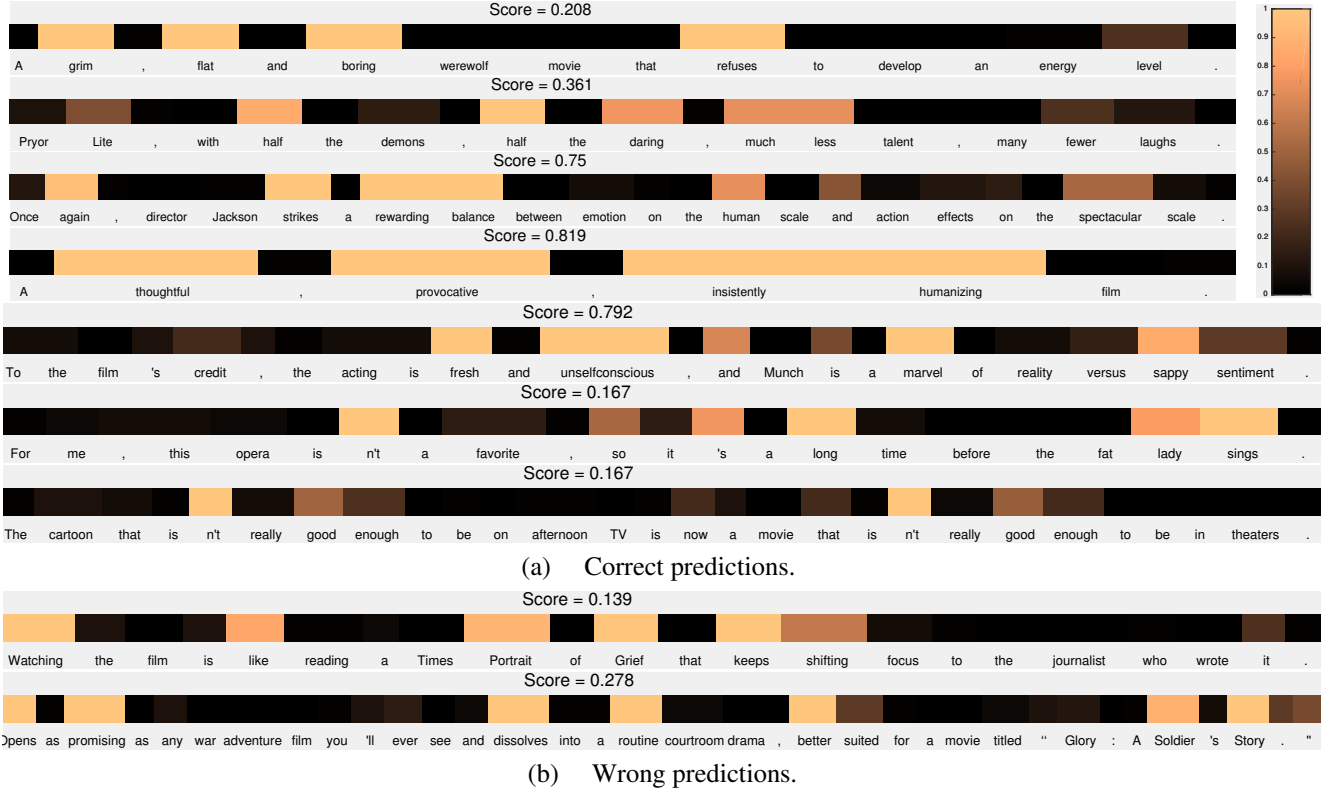 Score = 0.208
A grim , flat and boring werewolf movie that refuses to develop an energy level .
Score = 0.361
Pryor Lite , with half the demons , half the daring , much less talent , many fewer laughs .
Score = 0.75
Once again , director Jackson strikes a rewarding balance between emotion on the human scale and action effects on the spectacular scale .
Score = 0.819
A thoughtful , provocative , insistently humanizing film .
1
0.9
0.8
0.7
0.6
0.5
0.4
0.3
0.2
0.1
0
Score = 0.792
To the film 's credit , the acting is fresh and unselfconscious , and Munch is a marvel of reality versus sappy sentiment .
Score = 0.167
For me , this opera is n't a favorite , so it 's a long time before the fat lady sings .
Score = 0.167
The cartoon that is n't really good enough to be on afternoon TV is now a movie that is n't really good enough to be in theaters .
(a) Correct predictions.
Score = 0.139
Watching the film is like reading a Times Portrait of Grief that keeps shifting focus to the journalist who wrote it .
Score = 0.278
Opens as promising as any war adventure film you 'll ever see and dissolves into a routine courtroom drama , better suited for a movie titled `` Glory : A Soldier 's Story . "
(b) Wrong predictions.